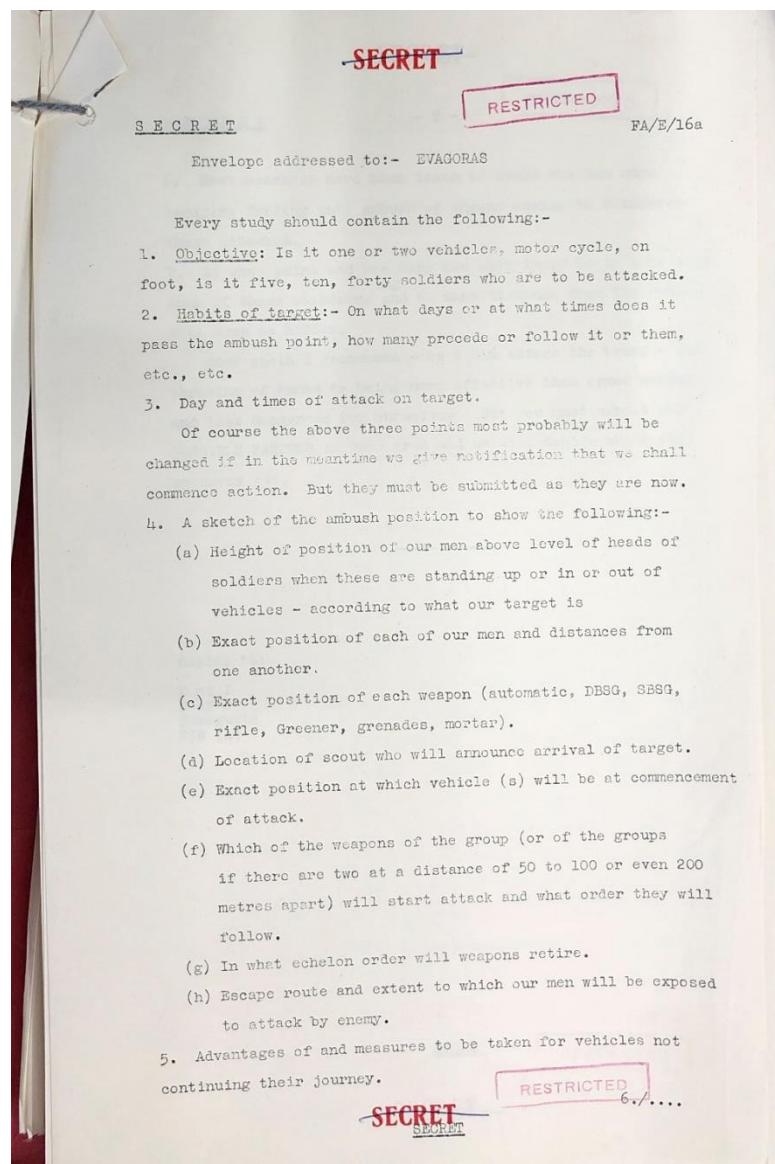 SECRET
RESTRICTED
SECRET
FA/E/16a
Envelope addressed to:- EVAGORAS
Every study should contain the following:-
1. Objective: Is it one or two vehicles, motor cycle, on
foot, is it five, ten, forty soldiers who are to be attacked.
2. Habits of target:- On what days or at what times does it
pass the ambush point, how many precede or follow it or them,
etc., etc.
3. Day and times of attack on target.
Of course the above three points most probably will be
changed if in the meantime we give notification that we shall
commence action. But they must be submitted as they are now.
4. A sketch of the ambush position to show the following:-
(a) Height of position of our men above level of heads of
soldiers when these are standing up or in or out of
vehicles - according to what our target is
(b) Exact position of each of our men and distances from
one another.
(c) Exact position of each weapon (automatic, DBSG, SBSG,
rifle, Greener, grenades, mortar).
(d) Location of scout who will announce arrival of target.
(e) Exact position at which vehicle (s) will be at commencement
of attack.
(f) Which of the weapons of the group (or of the groups
if there are two at a distance of 50 to 100 or even 200
metres apart) will start attack and what order they will
follow.
(g) In what echelon order will weapons retire.
(h) Escape route and extent to which our men will be exposed
to attack by enemy.
5. Advantages of and measures to be taken for vehicles not
continuing their journey.
RESTRICTED
6./....
SECRET
SECRET